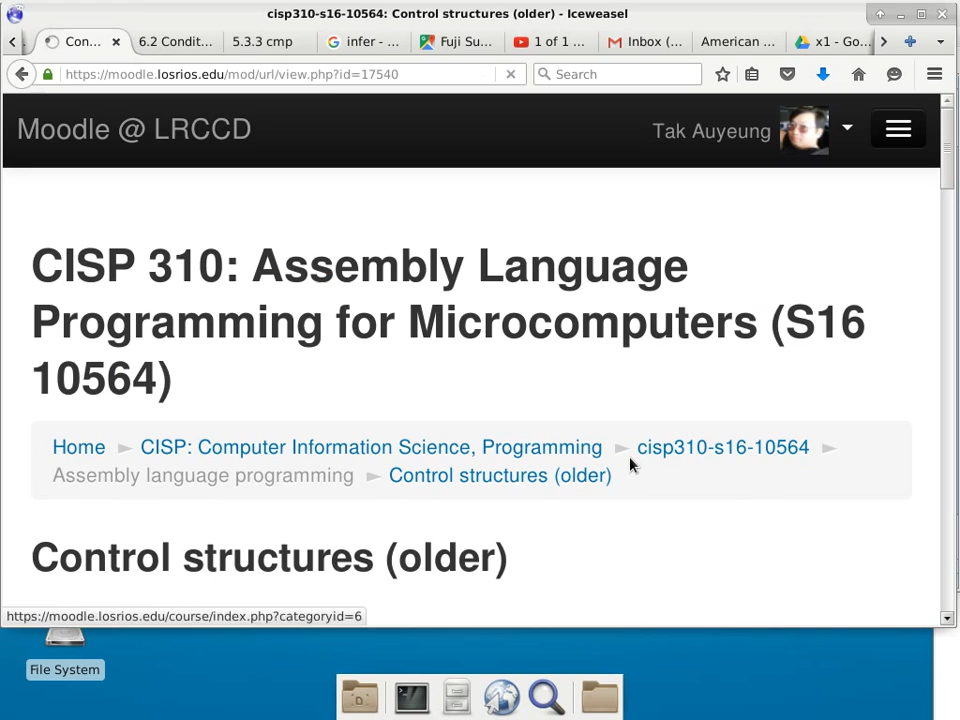 cisp310-s16-10564: Control structures (older) - Iceweasel
Con... 6.2 Condit... 5.3.3 cmp infer - ... Fuji Su... 1 of 1 ... Inbox (... American ... x1 - Go...
https://moodle.losrios.edu/mod/url/view.php?id=17540 Search
Moodle @ LRCCD Tak Auyeung
CISP 310: Assembly Language
Programming for Microcomputers (S16
10564)
Home ► CISP: Computer Information Science, Programming ► cisp310-s16-10564 ►
Assembly language programming ► Control structures (older)
Control structures (older)
https://moodle.losrios.edu/course/index.php?categoryid=6
File System